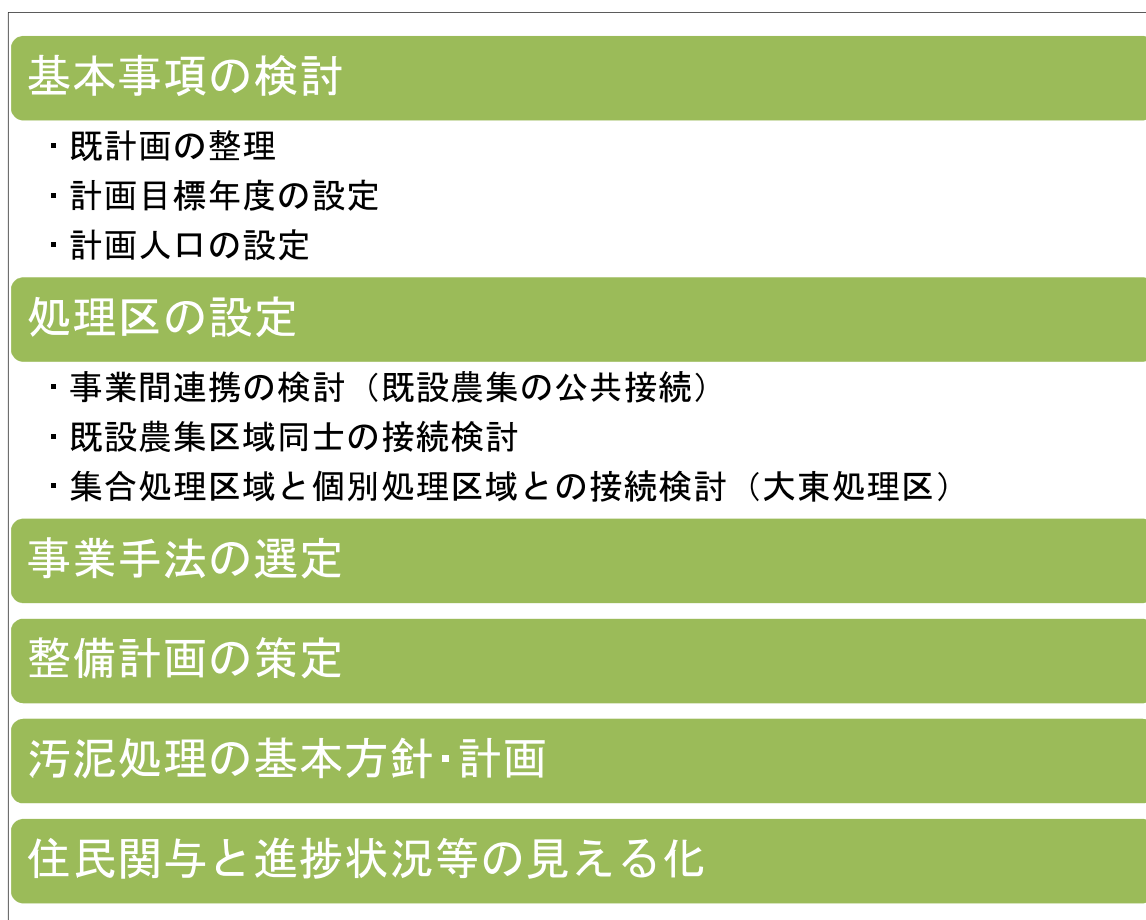 基本事項の検討
・既計画の整理
・計画目標年度の設定
・計画人口の設定
処理区の設定
・事業間連携の検討（既設農集の公共接続）
・既設農集区域同士の接続検討
・集合処理区域と個別処理区域との接続検討（大東処理区）
事業手法の選定
整備計画の策定
汚泥処理の基本方針・計画
住民関与と進捗状況等の見える化